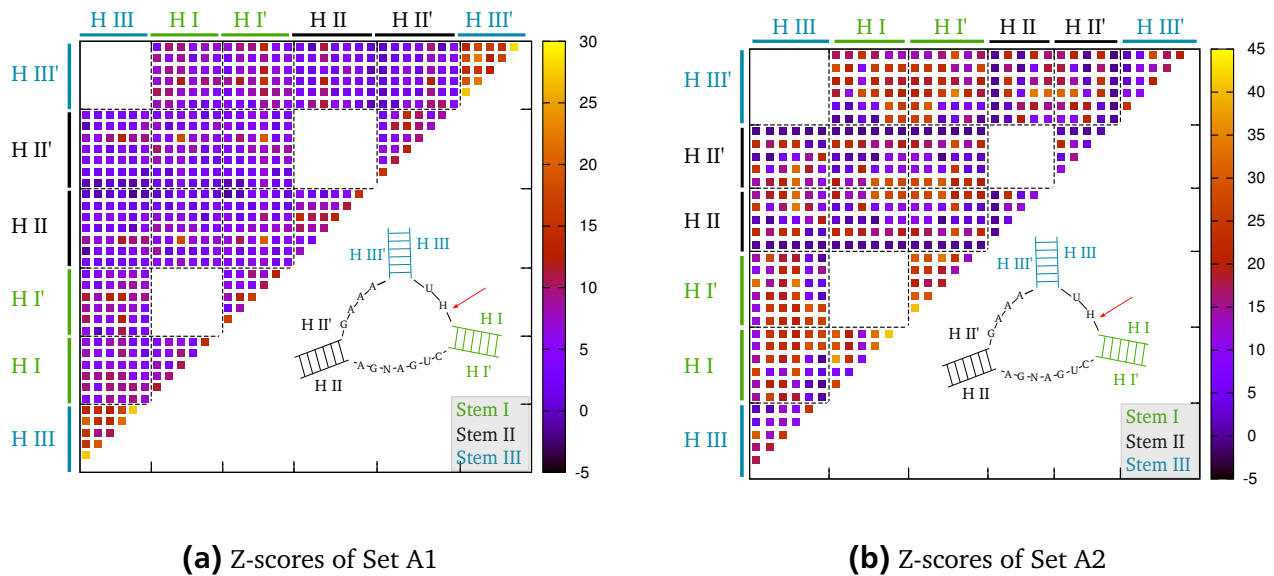 H III H I H I' H II H II' H III'
H III'
H II'
H II
H I'
H I
H III
30
25
20
15
10
5
0
-5
H III' H III
A
A
A
A
G
U
H
H II'
H II
H I
H I'
A-G-N-A-G-U-C
Stem I
Stem II
Stem III
(a) Z-scores of Set A1
H III H I H I' H II H II' H III'
H III'
H II'
H II
H I'
H I
H III
45
40
35
30
25
20
15
10
5
0
-5
H III' H III
A
A
A
A
G
U
H
H II'
H II
H I
H I'
A-G-N-A-G-U-C
Stem I
Stem II
Stem III
(b) Z-scores of Set A2